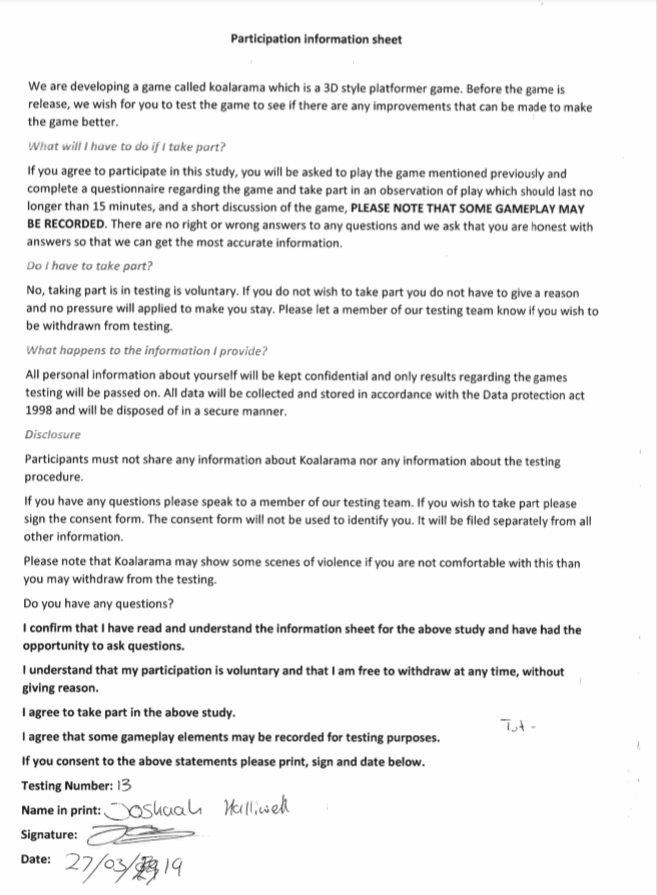 Participation information sheet
We are developing a game called koalarama which is a 3D style platformer game. Before the game is
release, we wish for you to test the game to see if there are any improvements that can be made to make
the game better.
What will I have to do if I take part?
If you agree to participate in this study, you will be asked to play the game mentioned previously and
complete a questionnaire regarding the game and take part in an observation of play which should last no
longer than 15 minutes, and a short discussion of the game, PLEASE NOTE THAT SOME GAMEPLAY MAY
BE RECORDED. There are no right or wrong answers to any questions and we ask that you are honest with
answers so that we can get the most accurate information.
Do I have to take part?
No, taking part is in testing is voluntary. If you do not wish to take part you do not have to give a reason
and no pressure will applied to make you stay. Please let a member of our testing team know if you wish to
be withdrawn from testing.
What happens to the information I provide?
All personal information about yourself will be kept confidential and only results regarding the games
testing will be passed on. All data will be collected and stored in accordance with the Data protection act
1998 and will be disposed of in a secure manner.
Disclosure
Participants must not share any information about Koalarama nor any information about the testing
procedure.
If you have any questions please speak to a member of our testing team. If you wish to take part please
sign the consent form. The consent form will not be used to identify you. It will be filed separately from all
other information.
Please note that Koalarama may show some scenes of violence if you are not comfortable with this than
you may withdraw from the testing.
Do you have any questions?
I confirm that I have read and understand the information sheet for the above study and have had the
opportunity to ask questions.
I understand that my participation is voluntary and that I am free to withdraw at any time, without
giving reason.
I agree to take part in the above study.
I agree that some gameplay elements may be recorded for testing purposes.
If you consent to the above statements please print, sign and date below.
Testing Number: 13
Name in print: Joshuah Halliwell
Signature:
Date: 27/03/19